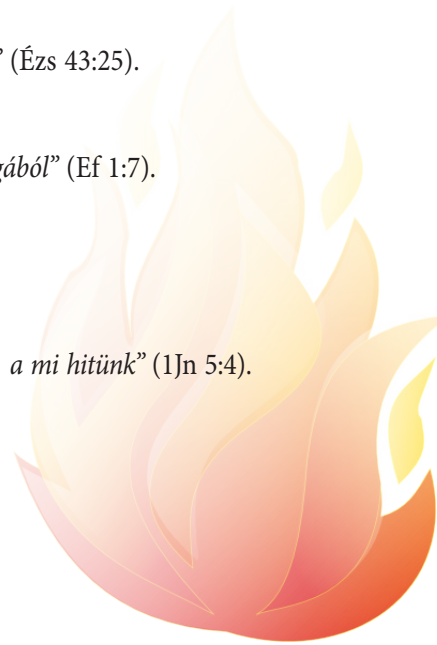 ” (Ézs 43:25).
gából” (Ef 1:7).
a mi hitünk” (1Jn 5:4).